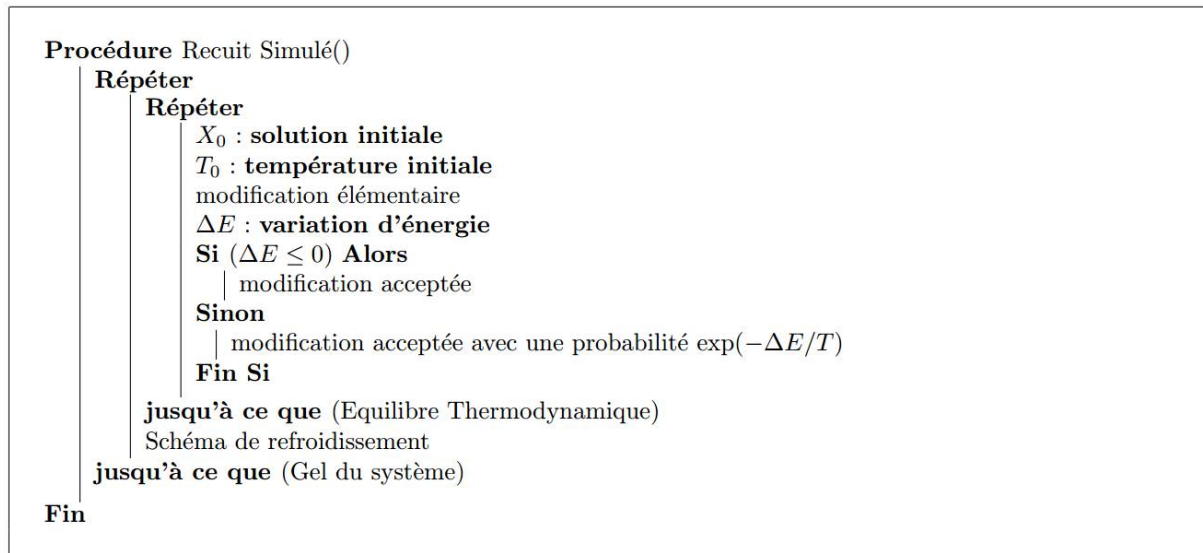 Procédure Recuit Simulé()
Répéter
Répéter
X₀ : solution initiale
T₀ : température initiale
modification élémentaire
ΔE : variation d'énergie
Si (ΔE ≤ 0) Alors
modification acceptée
Sinon
modification acceptée avec une probabilité exp(−ΔE/T)
Fin Si
jusqu'à ce que (Equilibre Thermodynamique)
Schéma de refroidissement
jusqu'à ce que (Gel du système)
Fin